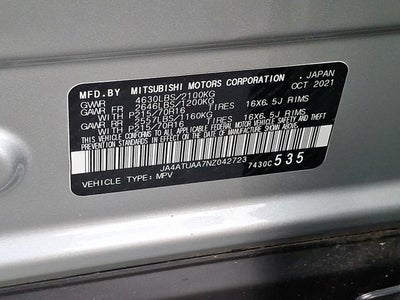 MFD.BY MITSUBISHI MOTORS CORPORATION , JAPAN
GVWR 4630LBS/2100KG OCT 2021
GAWR FR 2646LBS/1200KG
WITH P215/70R16 TIRES 16X6.5J RIMS
GAWR RR 2557LBS/1160KG
WITH P215/70R16 TIRES 16X6.5J RIMS
THIS VEHICLE CONFORMS TO ALL APPLICABLE FEDERAL
MOTOR VEHICLE SAFETY, BUMPER, AND THEFT
PREVENTION STANDARDS IN EFFECT ON THE DATE OF
MANUFACTURE SHOWN ABOVE.
JA4ATUAA7NZ042723 7430C 535
VEHICLE TYPE: MPV